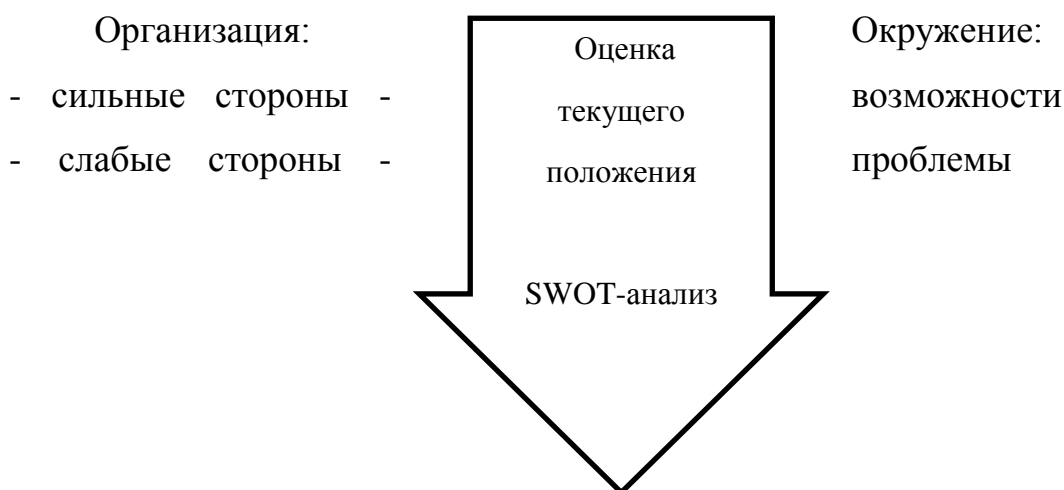 Организация:
- сильные стороны -
- слабые стороны -
Оценка
текущего
положения
SWOT-анализ
Окружение:
возможности
проблемы